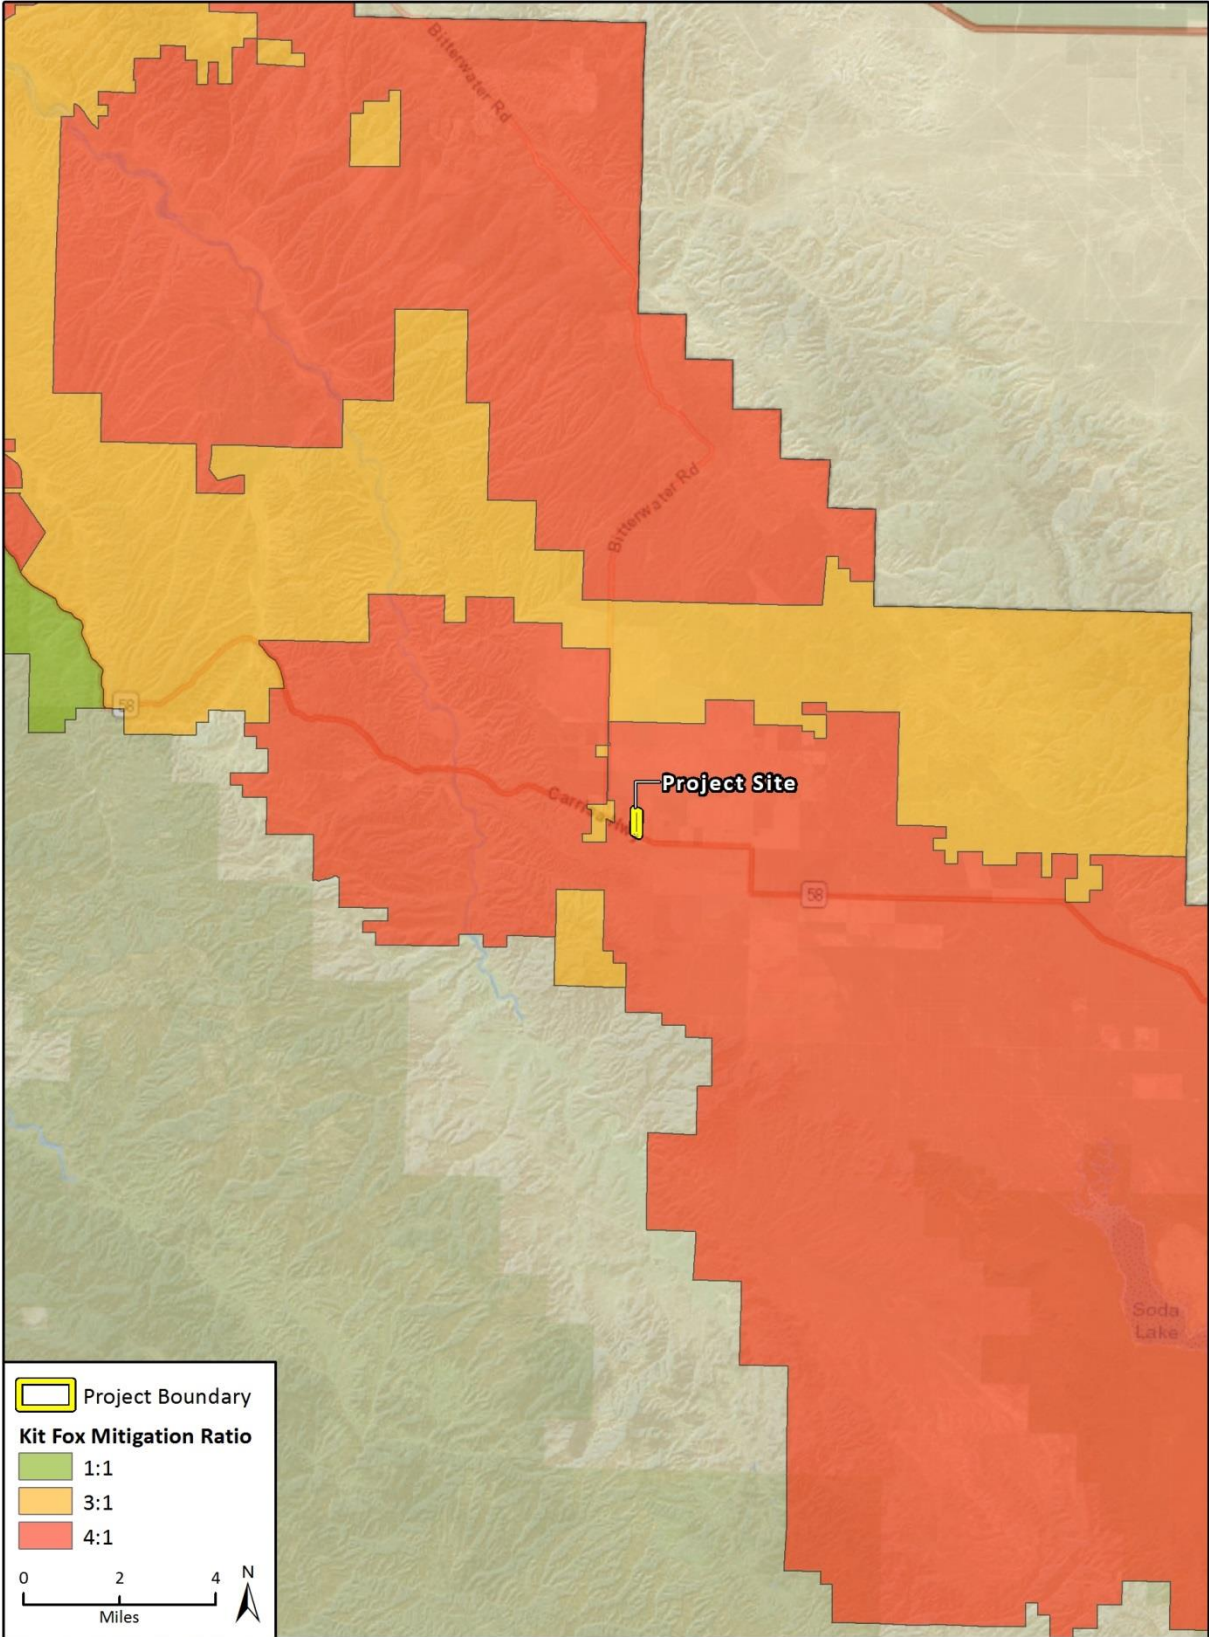 Bitterwater Rd
Bitterwater Rd
58
Project Site
58
Soda
Lake
Project Boundary
Kit Fox Mitigation Ratio
1:1
3:1
4:1
0 2 4
Miles
N